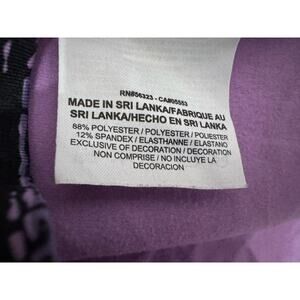 RN#56323 - CA#05553
MADE IN SRI LANKA/FABRIQUE AU
SRI LANKA/HECHO EN SRI LANKA
88% POLYESTER / POLYESTER / POLIESTER
12% SPANDEX / ELASTHANNE / ELASTANO
EXCLUSIVE OF DECORATION / DECORATION
NON COMPRISE / NO INCLUYE LA
DECORACION